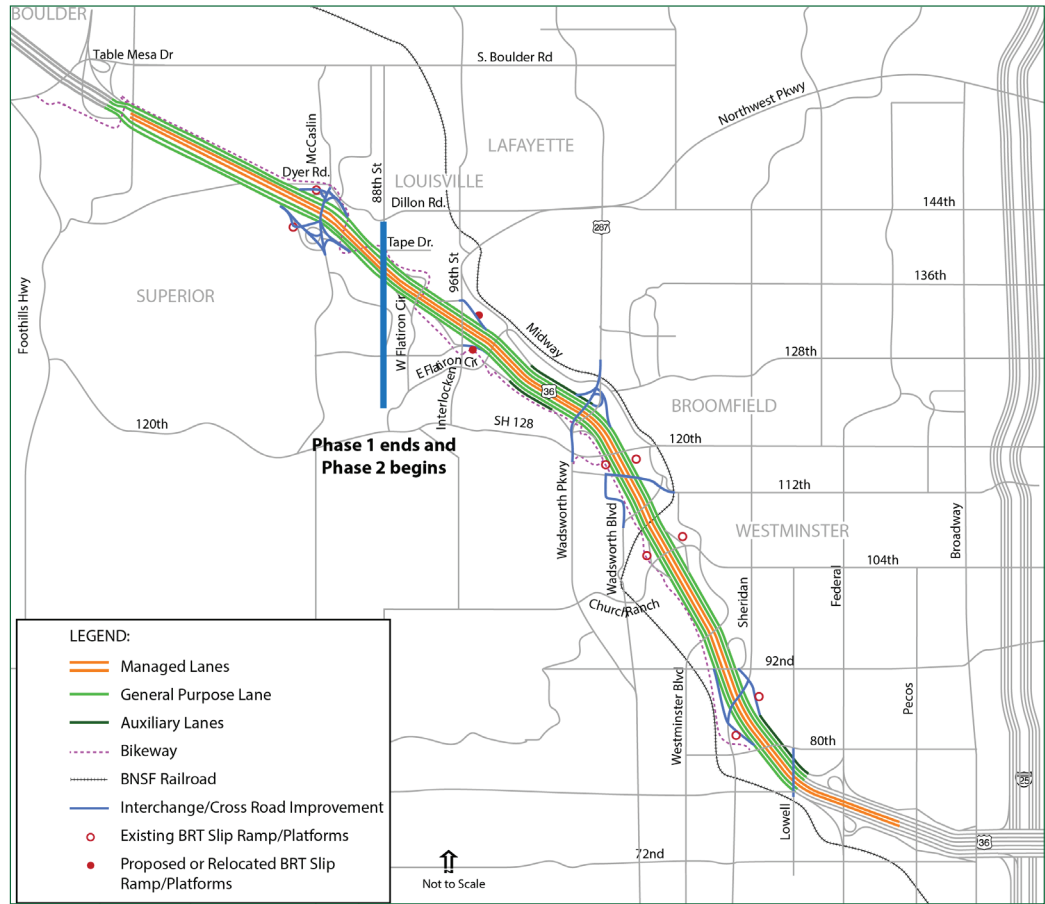 BOULDER
Table Mesa Dr
S. Boulder Rd
Northwest Pkwy
McCaslin
LAFAYETTE
Dyer Rd.
88th St
LOUISVILLE
Dillon Rd.
144th
287
Tape Dr.
96th St
136th
SUPERIOR
Foothills Hwy
W Flatiron Cir
Midway
128th
E Flatiron Cir
Interlocken
36
BROOMFIELD
120th
SH 128
120th
Phase 1 ends and
Phase 2 begins
112th
Wadsworth Pkwy
Wadsworth Blvd
WESTMINSTER
Broadway
104th
Sheridan
Federal
Church Ranch
92nd
Westminster Blvd
Pecos
80th
25
Lowell
36
72nd
Not to Scale
LEGEND:
Managed Lanes
General Purpose Lane
Auxiliary Lanes
Bikeway
BNSF Railroad
Interchange/Cross Road Improvement
Existing BRT Slip Ramp/Platforms
Proposed or Relocated BRT Slip
Ramp/Platforms